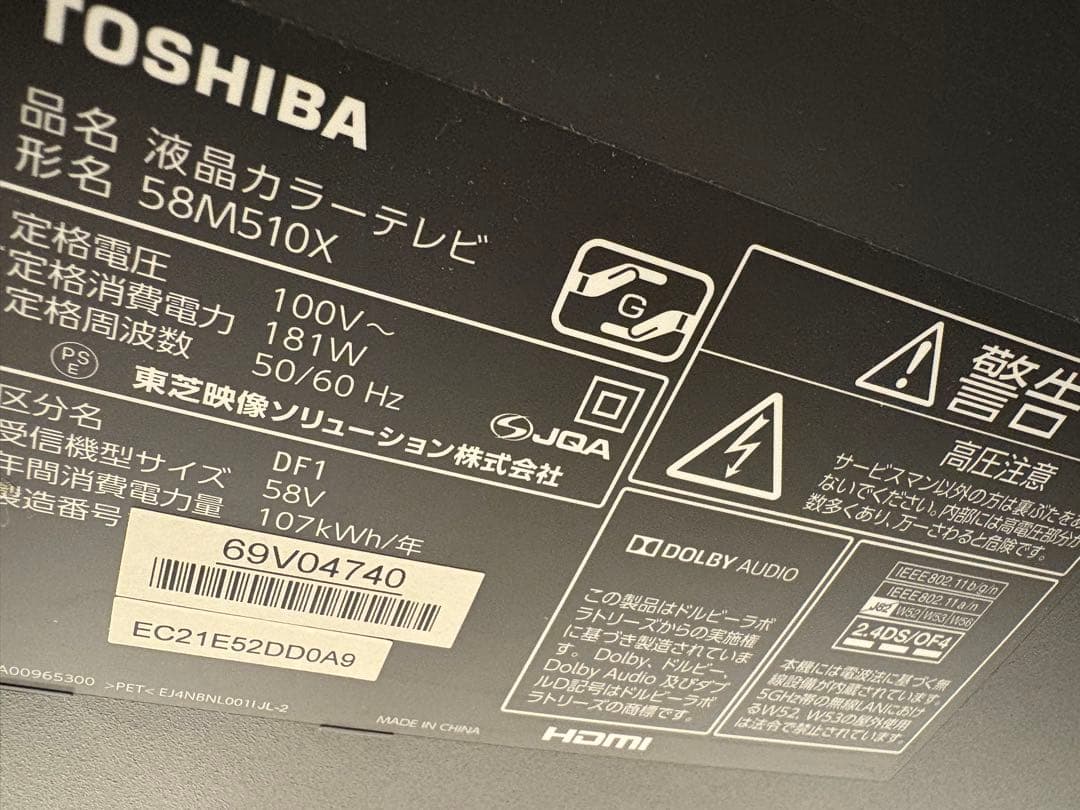 TOSHIBA
品名 液晶カラーテレビ
形名 58M510X
定格電圧 100V～
定格消費電力 181W
定格周波数 50/60 Hz
PS
E
東芝映像ソリューション株式会社
JQA
G
区分名 DF1
受信機型サイズ 58V
年間消費電力量 107kWh/年
製造番号
69V04740
EC21E52DD0A9
A00965300 >PET< EJ4NBNL001IJL-2
MADE IN CHINA
HDMI
警告
高圧注意
サービスマン以外の方は裏ぶたをあ
ないでください。内部には高電圧部分が
数多くあり、万一さわると危険です。
DOLBY AUDIO
この製品はドルビーラボ
ラトリーズからの実施権
に基づき製造されていま
す。Dolby、ドルビー、
Dolby Audio 及びダブ
ルD記号はドルビーラボ
ラトリーズの商標です。
IEEE802.11b/g/n
IEEE802.11a/n
J52 W52/W53/W56
2.4DS/OF4
本機には電波法に基づく無
線設備が内蔵されています。
5GHz帯の無線LANにおけ
るW52、W53の屋外使用
は法令で禁止されています。